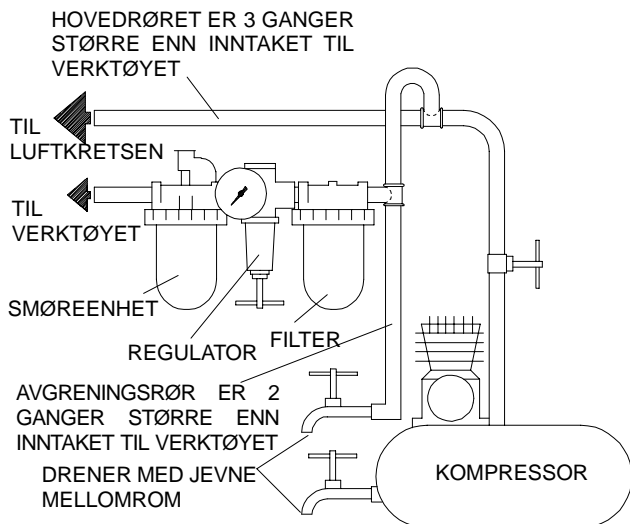 HOVEDRØRET ER 3 GANGER
STØRRE ENN INNTAKET TIL
VERKTØYET
TIL
LUFTKRETSEN
TIL
VERKTØYET
SMØREENHET
REGULATOR
FILTER
AVGRENINGSRØR ER 2
GANGER STØRRE ENN
INNTAKET TIL VERKTØYET
DRENER MED JEVNE
MELLOMROM
KOMPRESSOR